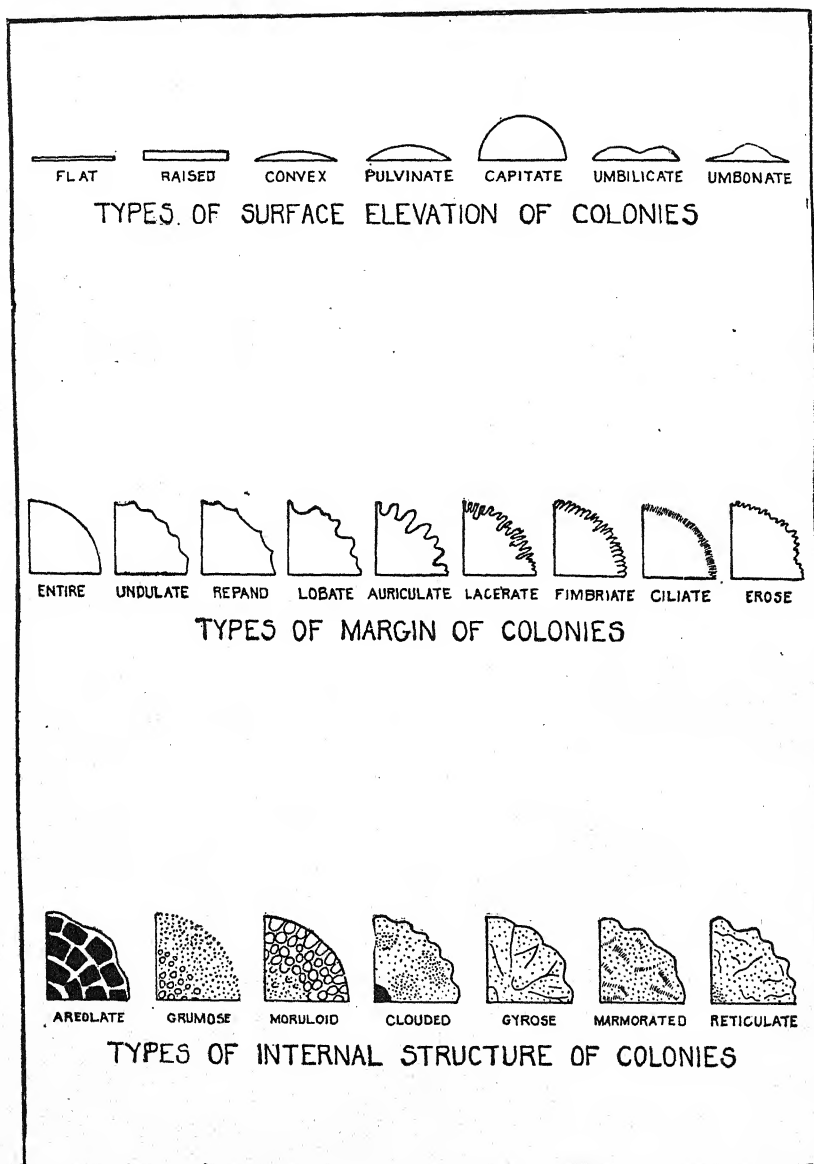 FLAT RAISED CONVEX PULVINATE CAPITATE UMBILICATE UMBONATE
TYPES. OF SURFACE ELEVATION OF COLONIES
ENTIRE UNDULATE REPAND LOBATE AURICULATE LACERATE FIMBRIATE CILIATE EROSE
TYPES OF MARGIN OF COLONIES
AREOLATE GRUMOSE MORULOID CLOUDED GYROSE MARMORATED RETICULATE
TYPES OF INTERNAL STRUCTURE OF COLONIES